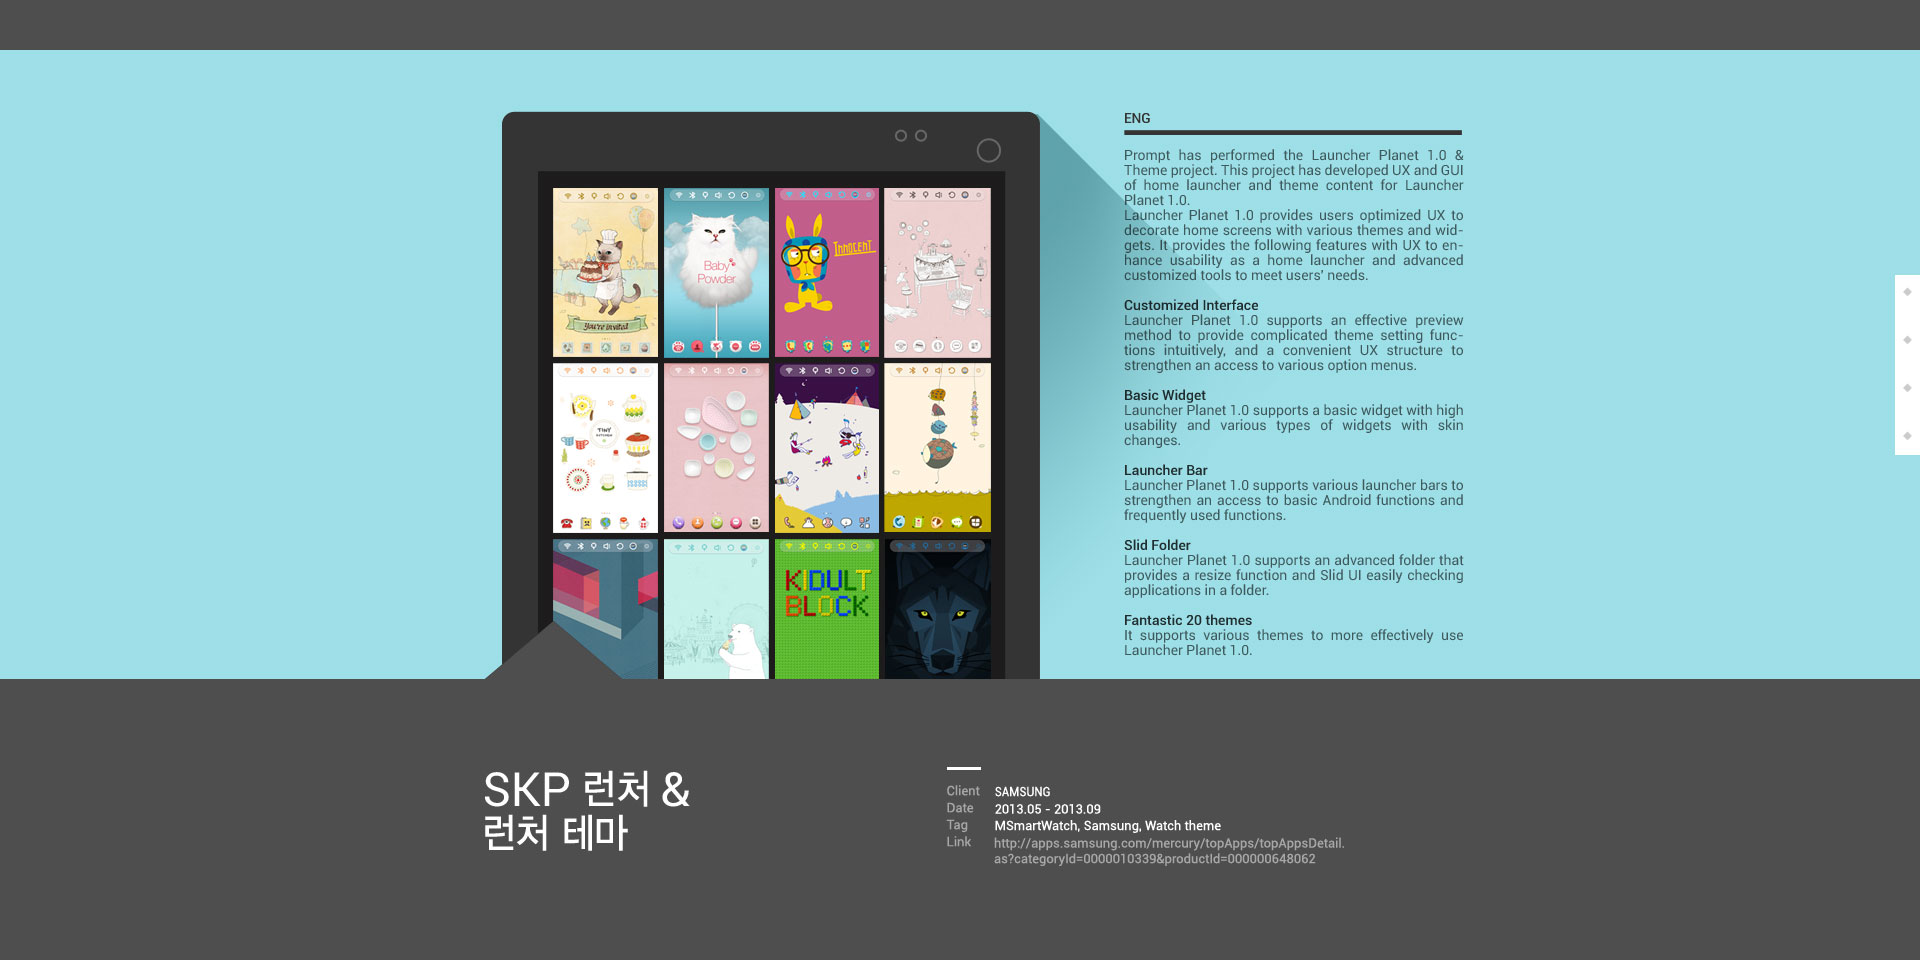 ENG
Prompt has performed the Launcher Planet 1.0 &
Theme project. This project has developed UX and GUI
of home launcher and theme content for Launcher
Planet 1.0.
Launcher Planet 1.0 provides users optimized UX to
decorate home screens with various themes and wid-
gets. It provides the following features with UX to en-
hance usability as a home launcher and advanced
customized tools to meet users' needs.
Customized Interface
Launcher Planet 1.0 supports an effective preview
method to provide complicated theme setting func-
tions intuitively, and a convenient UX structure to
strengthen an access to various option menus.
Basic Widget
Launcher Planet 1.0 supports a basic widget with high
usability and various types of widgets with skin
changes.
Launcher Bar
Launcher Planet 1.0 supports various launcher bars to
strengthen an access to basic Android functions and
frequently used functions.
Slid Folder
Launcher Planet 1.0 supports an advanced folder that
provides a resize function and Slid UI easily checking
applications in a folder.
Fantastic 20 themes
It supports various themes to more effectively use
Launcher Planet 1.0.
You're invited
Baby
Powder
INNOCENT
TINY
KITCHEN
KIDULT
BLOCK
SKP 런처 &
런처 테마
Client SAMSUNG
Date 2013.05 - 2013.09
Tag MSmartWatch, Samsung, Watch theme
Link http://apps.samsung.com/mercury/topApps/topAppsDetail.
as?categoryId=0000010339&productId=000000648062